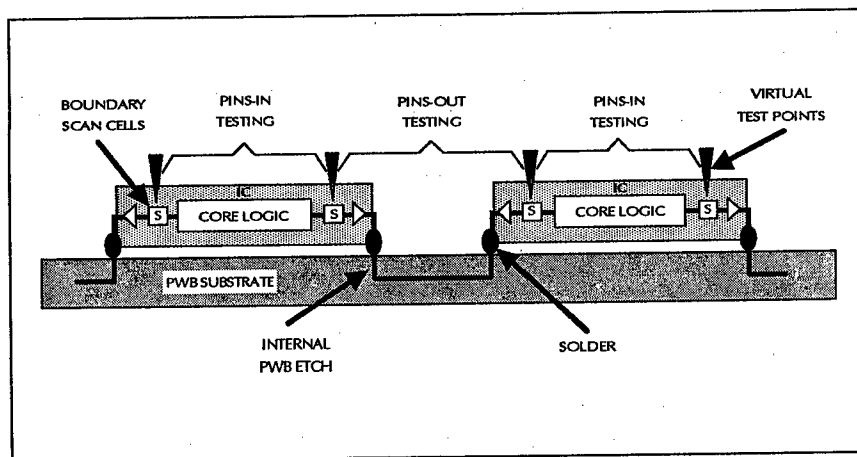 BOUNDARY
SCAN CELLS
PINS-IN
TESTING
PINS-OUT
TESTING
PINS-IN
TESTING
VIRTUAL
TEST POINTS
IC
S
CORE LOGIC
S
IC
S
CORE LOGIC
S
PWB SUBSTRATE
INTERNAL
PWB ETCH
SOLDER